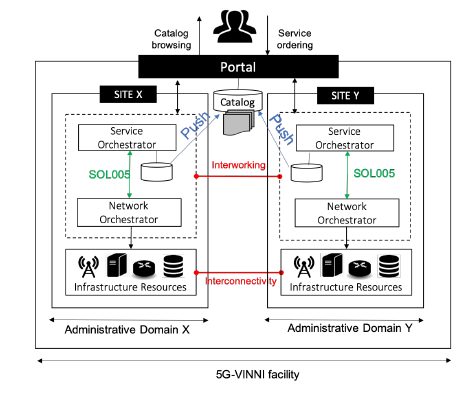 Catalog
browsing
Service
ordering
Portal
SITE X
Catalog
SITE Y
Push
Push
Service
Orchestrator
Service
Orchestrator
Interworking
SOL005
SOL005
Network
Orchestrator
Network
Orchestrator
Infrastructure Resources
Interconnectivity
Infrastructure Resources
Administrative Domain X
Administrative Domain Y
5G-VINNI facility